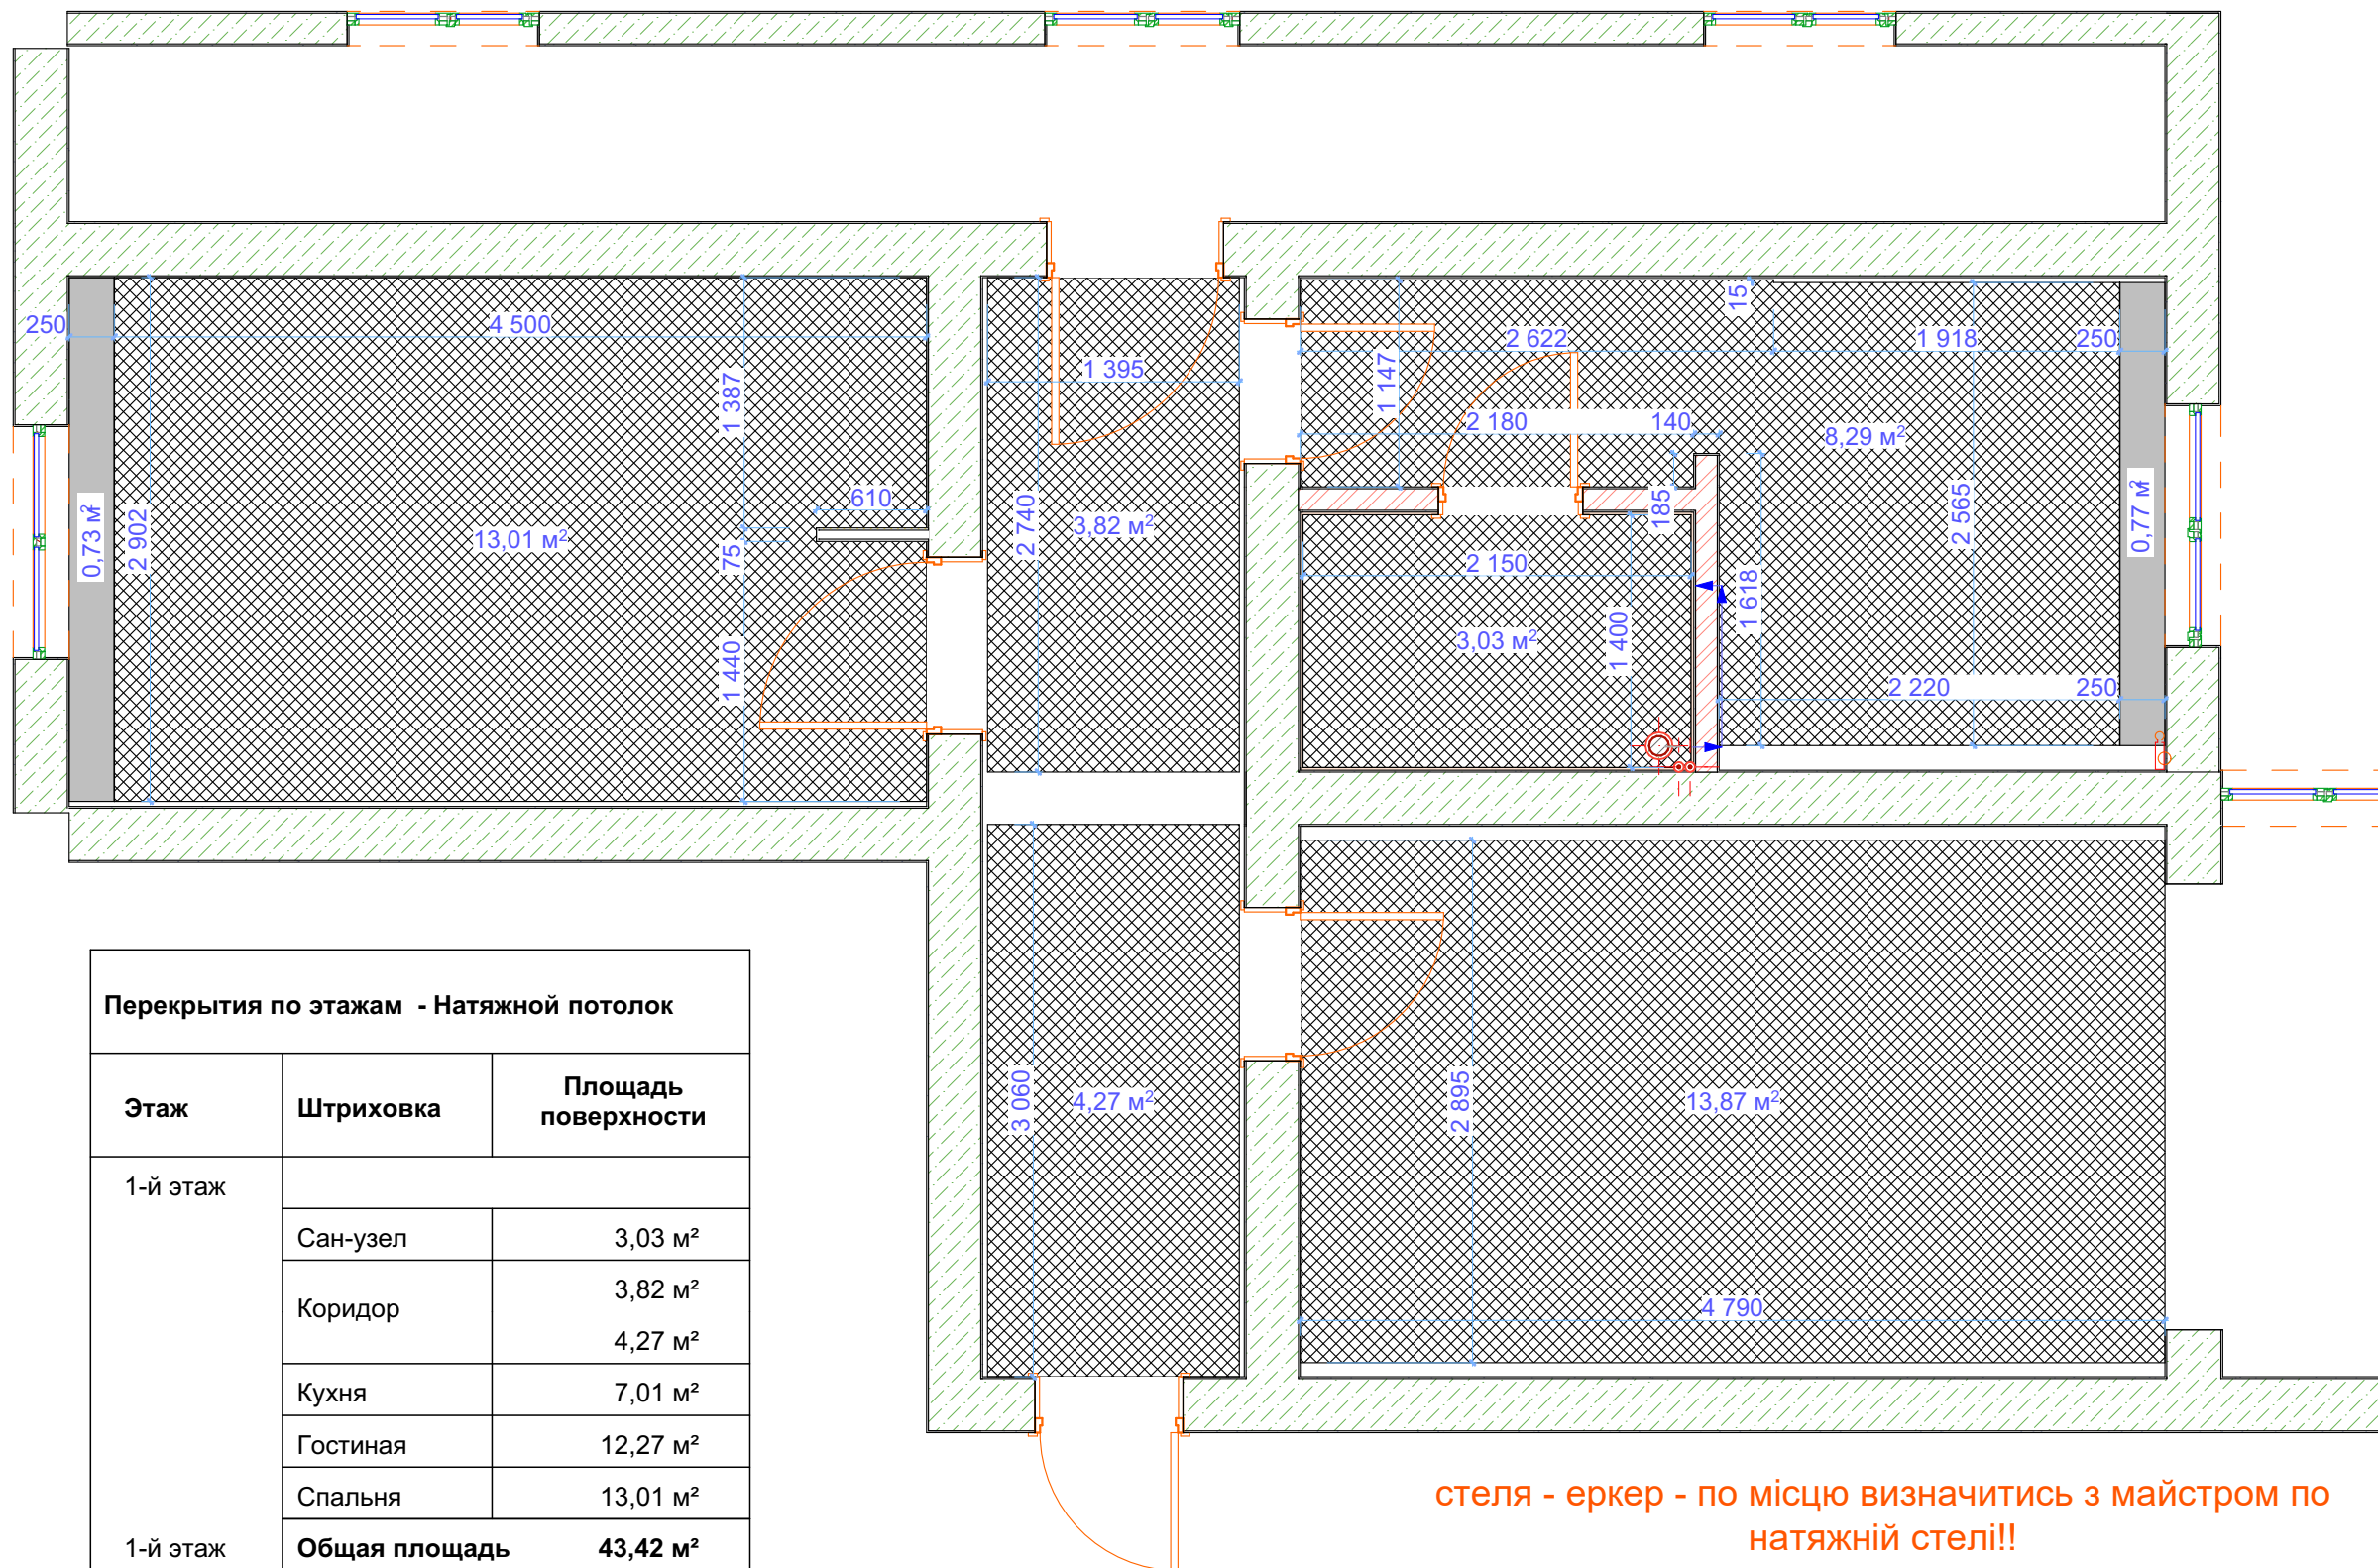 250
4 500
1 387
610
75
1 440
2 902
13,01 м²
0,73 м²
1 395
2 740
3,82 м²
2 622
15
1 918
250
1 147
2 180
140
8,29 м²
185
2 565
0,77 м²
2 150
1 618
3,03 м²
1 400
2 220
250
3 060
4,27 м²
2 895
13,87 м²
4 790
Перекрытия по этажам - Натяжной потолок
Этаж
Штриховка
Площадь
поверхности
1-й этаж
Сан-узел 3,03 м²
Коридор 3,82 м²
4,27 м²
Кухня 7,01 м²
Гостиная 12,27 м²
Спальня 13,01 м²
1-й этаж Общая площадь 43,42 м²
стеля - еркер - по місцю визначитись з майстром по
натяжній стелі!!